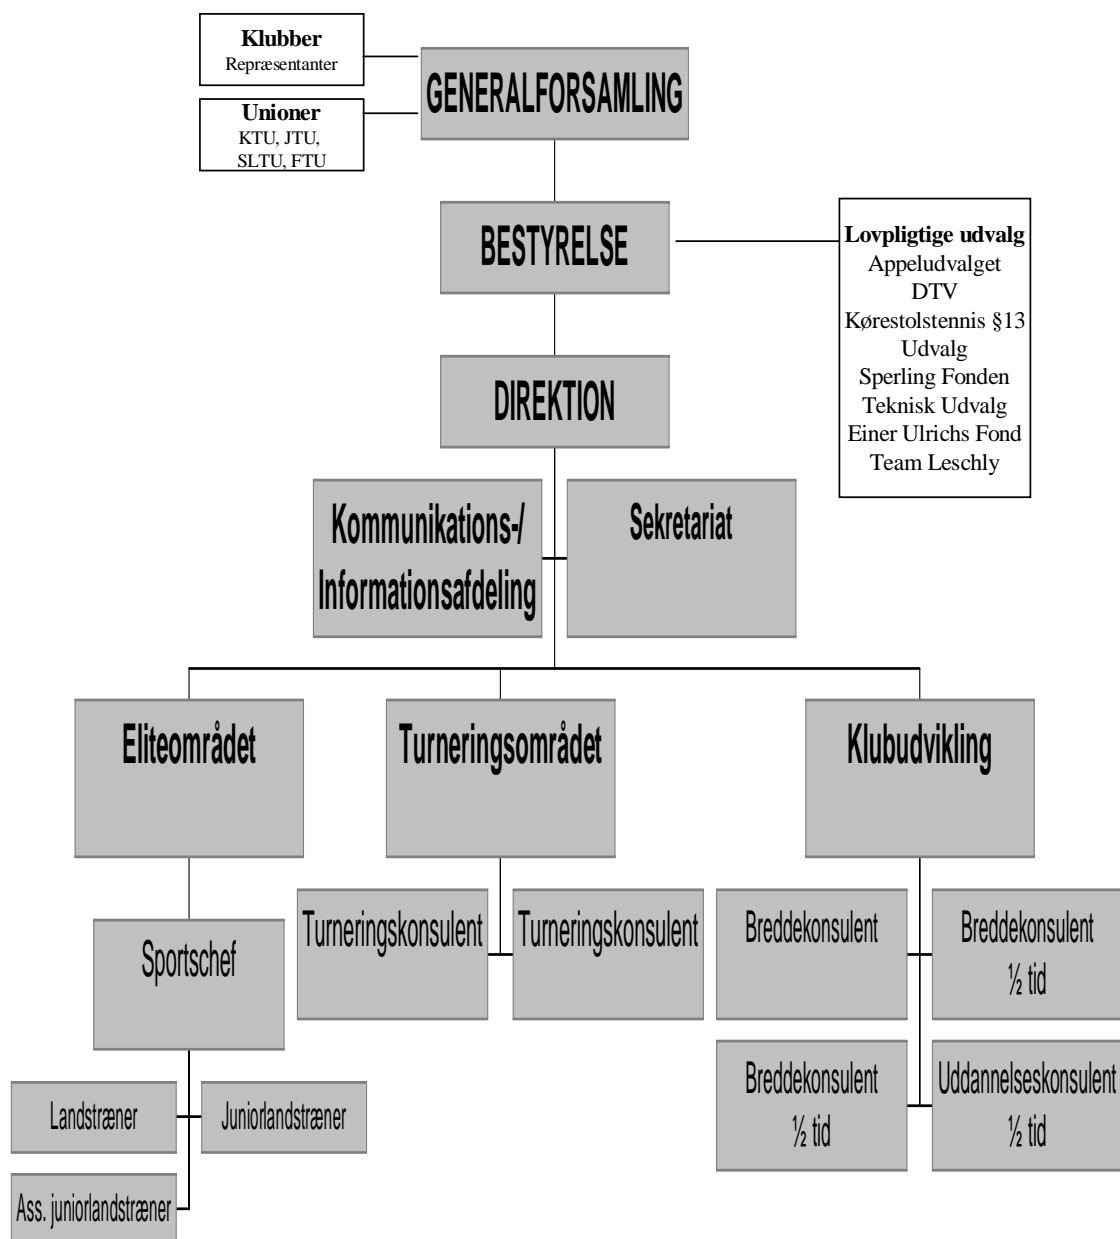 Klubber
Repræsentanter
GENERALFORSAMLING
Unioner
KTU, JTU,
SLTU, FTU
BESTYRELSE
Lovpligtige udvalg
Appeludvalget
DTV
Kørestolstennis §13
Udvalg
Sperling Fonden
Teknisk Udvalg
Einer Ulrichs Fond
Team Leschly
DIREKTION
Kommunikations-/
Informationsafdeling
Sekretariat
Eliteområdet
Turneringsområdet
Klubudvikling
Sportschef
Turneringskonsulent
Turneringskonsulent
Breddekonsulent
Breddekonsulent
½ tid
Landstræner
Juniorlandstræner
Ass. juniorlandstræner
Breddekonsulent
½ tid
Uddannelseskonsulent
½ tid